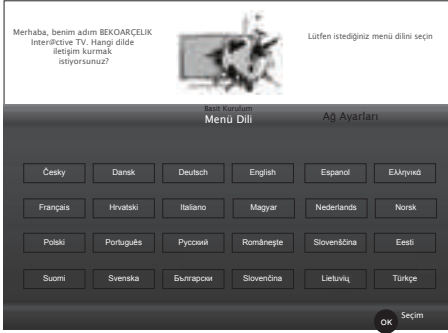 Merhaba, benim adım BEKOARÇELIK
Inter@ctive TV. Hangi dilde
iletişim kurmak
istiyorsunuz?
Lütfen istediğiniz menü dilini seçin
Basit Kurulum
Menü Dili
Ağ Ayarları
Česky Dansk Deutsch English Espanol Ελληνικά
Français Hrvatski Italiano Magyar Nederlands Norsk
Polski Português Русский Româneşte Slovenščina Eesti
Suomi Svenska Български Slovenčina Lietuvių Türkçe
OK Seçim